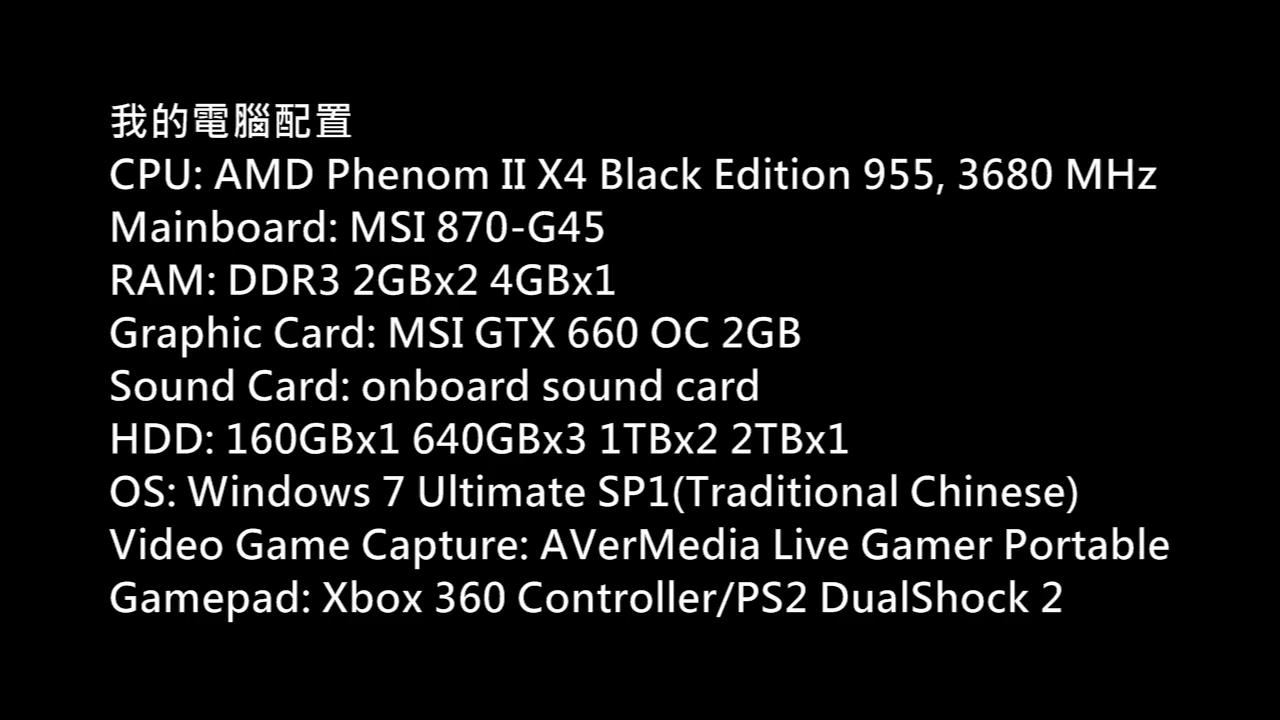 我的電腦配置
CPU: AMD Phenom II X4 Black Edition 955, 3680 MHz
Mainboard: MSI 870-G45
RAM: DDR3 2GBx2 4GBx1
Graphic Card: MSI GTX 660 OC 2GB
Sound Card: onboard sound card
HDD: 160GBx1 640GBx3 1TBx2 2TBx1
OS: Windows 7 Ultimate SP1(Traditional Chinese)
Video Game Capture: AVerMedia Live Gamer Portable
Gamepad: Xbox 360 Controller/PS2 DualShock 2